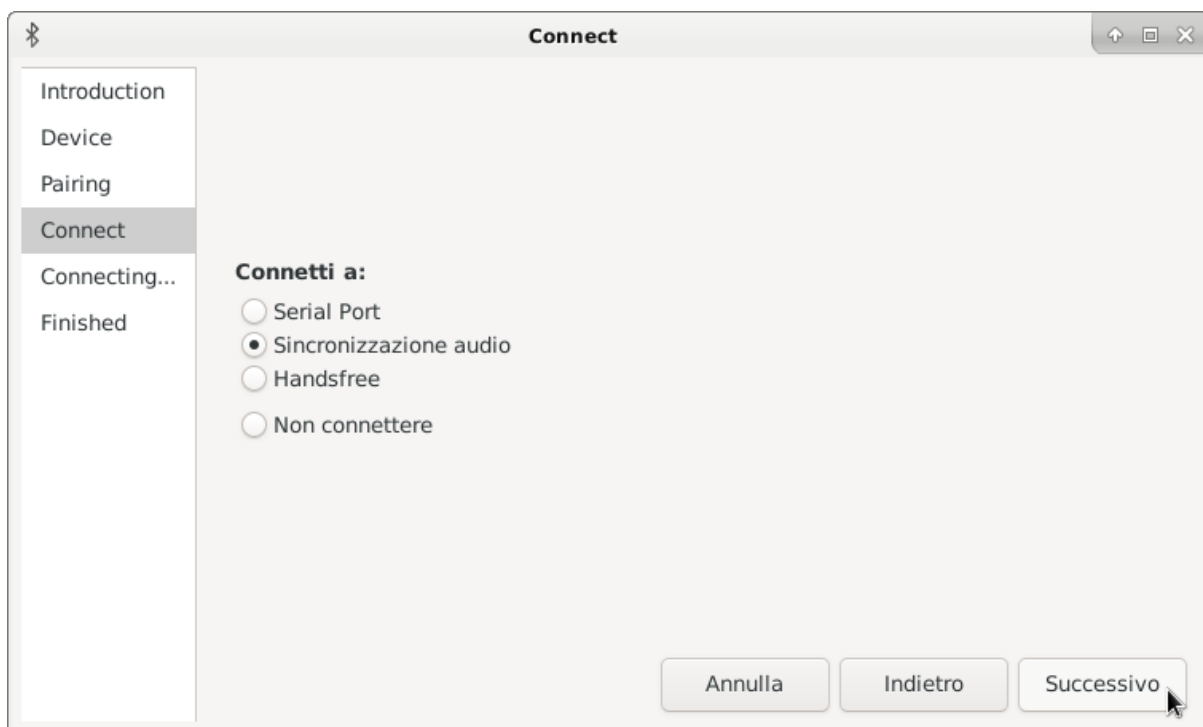 Connect
Introduction
Device
Pairing
Connect
Connecting...
Finished
Connetti a:
Serial Port
Sincronizzazione audio
Handsfree
Non connettere
Annulla
Indietro
Successivo